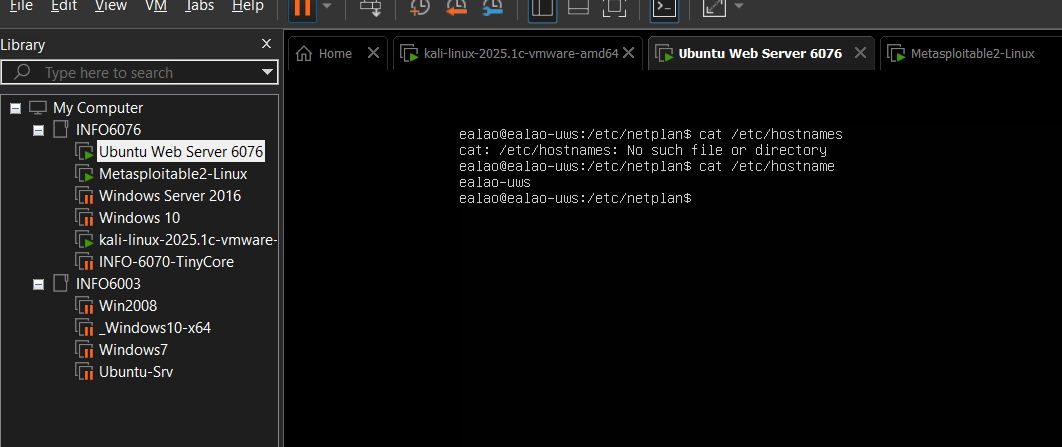 File Edit View VM Tabs Help
Library
Type here to search
Home kali-linux-2025.1c-vmware-amd64 Ubuntu Web Server 6076 Metasploitable2-Linux
My Computer
INFO6076
Ubuntu Web Server 6076
Metasploitable2-Linux
Windows Server 2016
Windows 10
kali-linux-2025.1c-vmware-
INFO-6070-TinyCore
INFO6003
Win2008
_Windows10-x64
Windows7
Ubuntu-Srv
ealao@ealao-uws:/etc/netplan$ cat /etc/hostnames
cat: /etc/hostnames: No such file or directory
ealao@ealao-uws:/etc/netplan$ cat /etc/hostname
ealao-uws
ealao@ealao-uws:/etc/netplan$